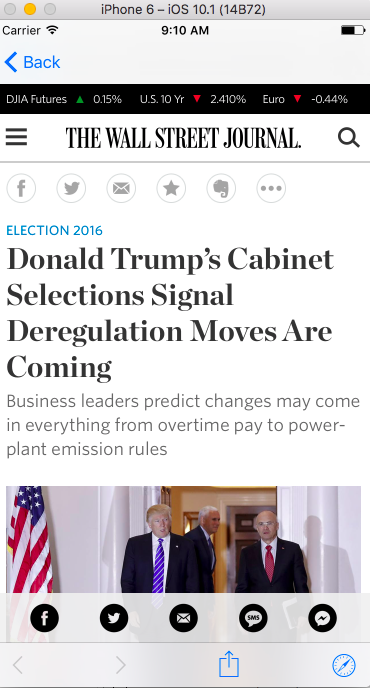 iPhone 6 – iOS 10.1 (14B72)
Carrier 9:10 AM
Back
DJIA Futures ▲ 0.15% U.S. 10 Yr ▼ 2.410% Euro ▼ -0.44%
THE WALL STREET JOURNAL.
ELECTION 2016
Donald Trump’s Cabinet
Selections Signal
Deregulation Moves Are
Coming
Business leaders predict changes may come
in everything from overtime pay to power-
plant emission rules
SMS